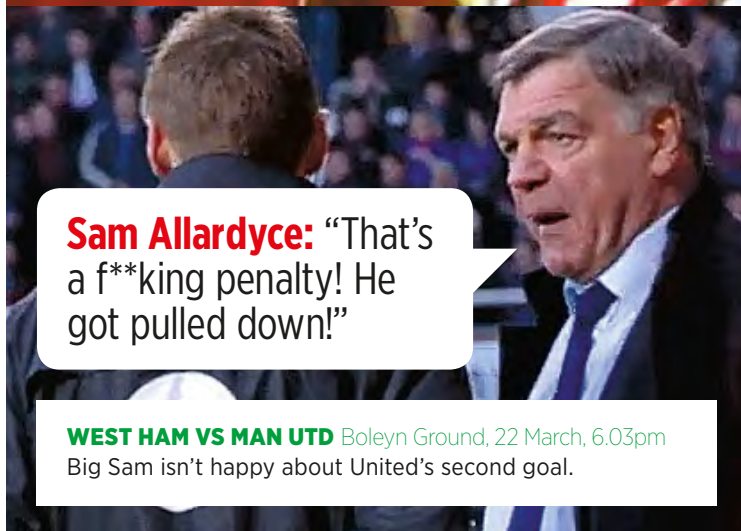 Sam Allardyce: “That’s
a f**king penalty! He
got pulled down!”
WEST HAM VS MAN UTD Boleyn Ground, 22 March, 6.03pm
Big Sam isn’t happy about United’s second goal.